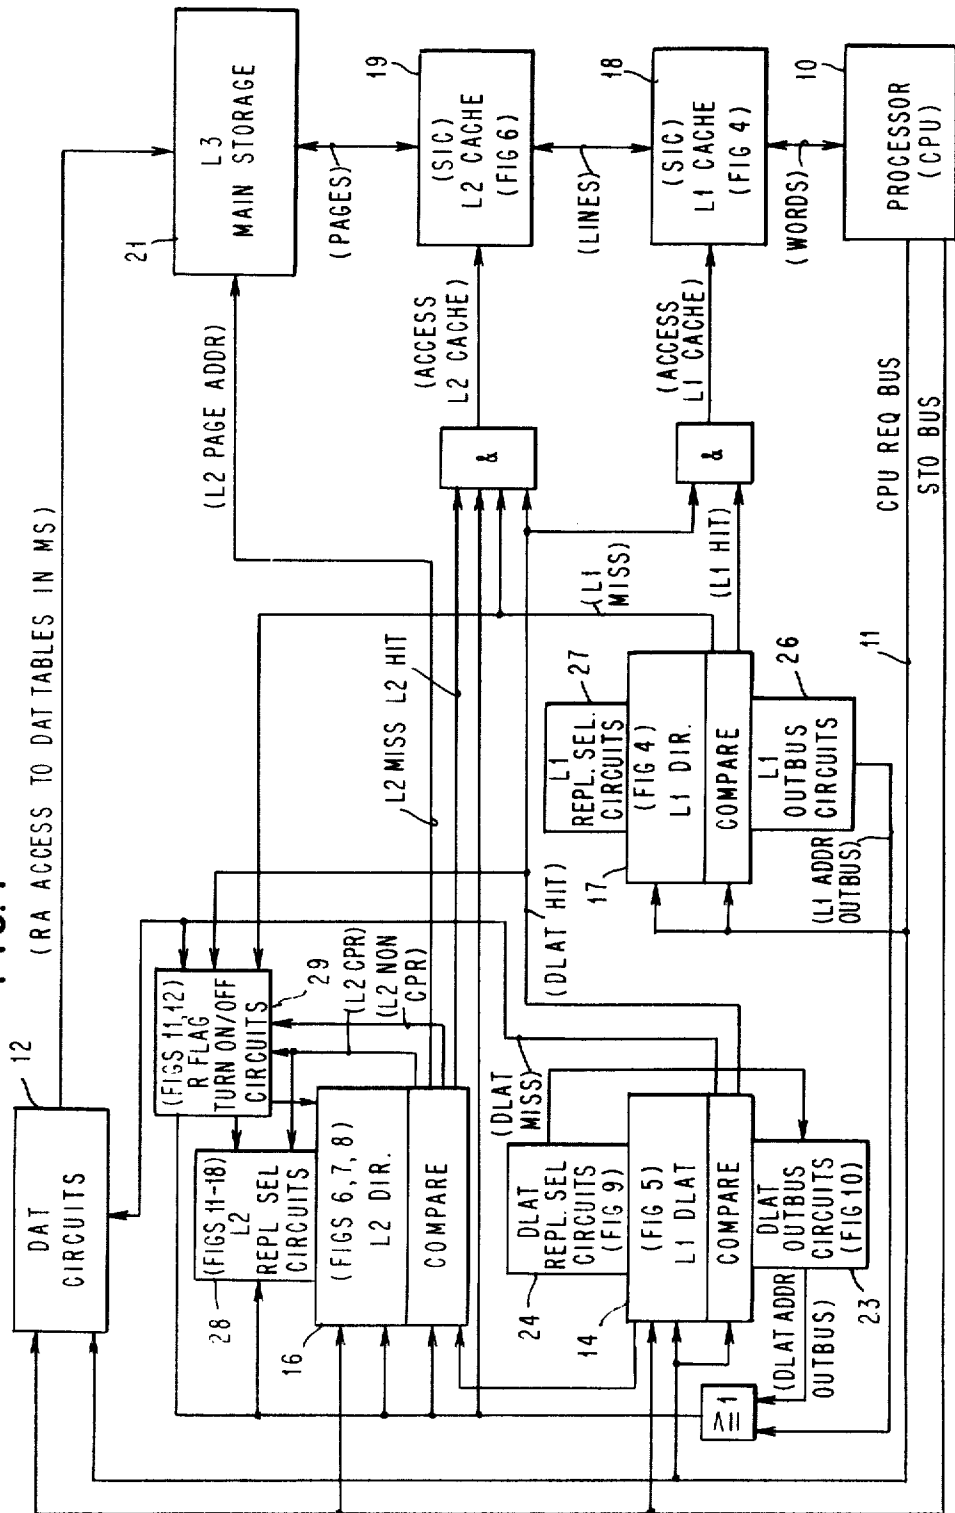 (RA ACCESS TO DAT TABLES IN MS)
12
DAT
CIRCUITS
21
L3
MAIN STORAGE
(L2 PAGE ADDR)
(PAGES)
19
(SIC)
L2 CACHE
(FIG 6)
(ACCESS
L2 CACHE)
&
(LINES)
18
(SIC)
L1 CACHE
(FIG 4)
(ACCESS
L1 CACHE)
&
(WORDS)
10
PROCESSOR
(CPU)
CPU REQ BUS
STO BUS
11
(FIGS 11,12)
R FLAG
TURN ON/OFF
CIRCUITS
29
(L2 CPR)
(L2 NON
CPR)
L2 MISS
L2 HIT
(FIGS 11-18)
L2
REPL SEL
CIRCUITS
28
(FIGS 6, 7, 8)
L2 DIR.
COMPARE
16
(L1
MISS)
(L1 HIT)
(DLAT HIT)
(DLAT
MISS)
L1
REPL. SEL.
CIRCUITS
27
(FIG 4)
L1 DIR.
COMPARE
17
L1
OUTBUS
CIRCUITS
26
(L1 ADDR
OUTBUS)
DLAT
REPL. SEL
CIRCUITS
(FIG 9)
24
(FIG 5)
L1 DLAT
COMPARE
14
DLAT
OUTBUS
CIRCUITS
(FIG 10)
23
(DLAT ADDR
OUTBUS)
≥1